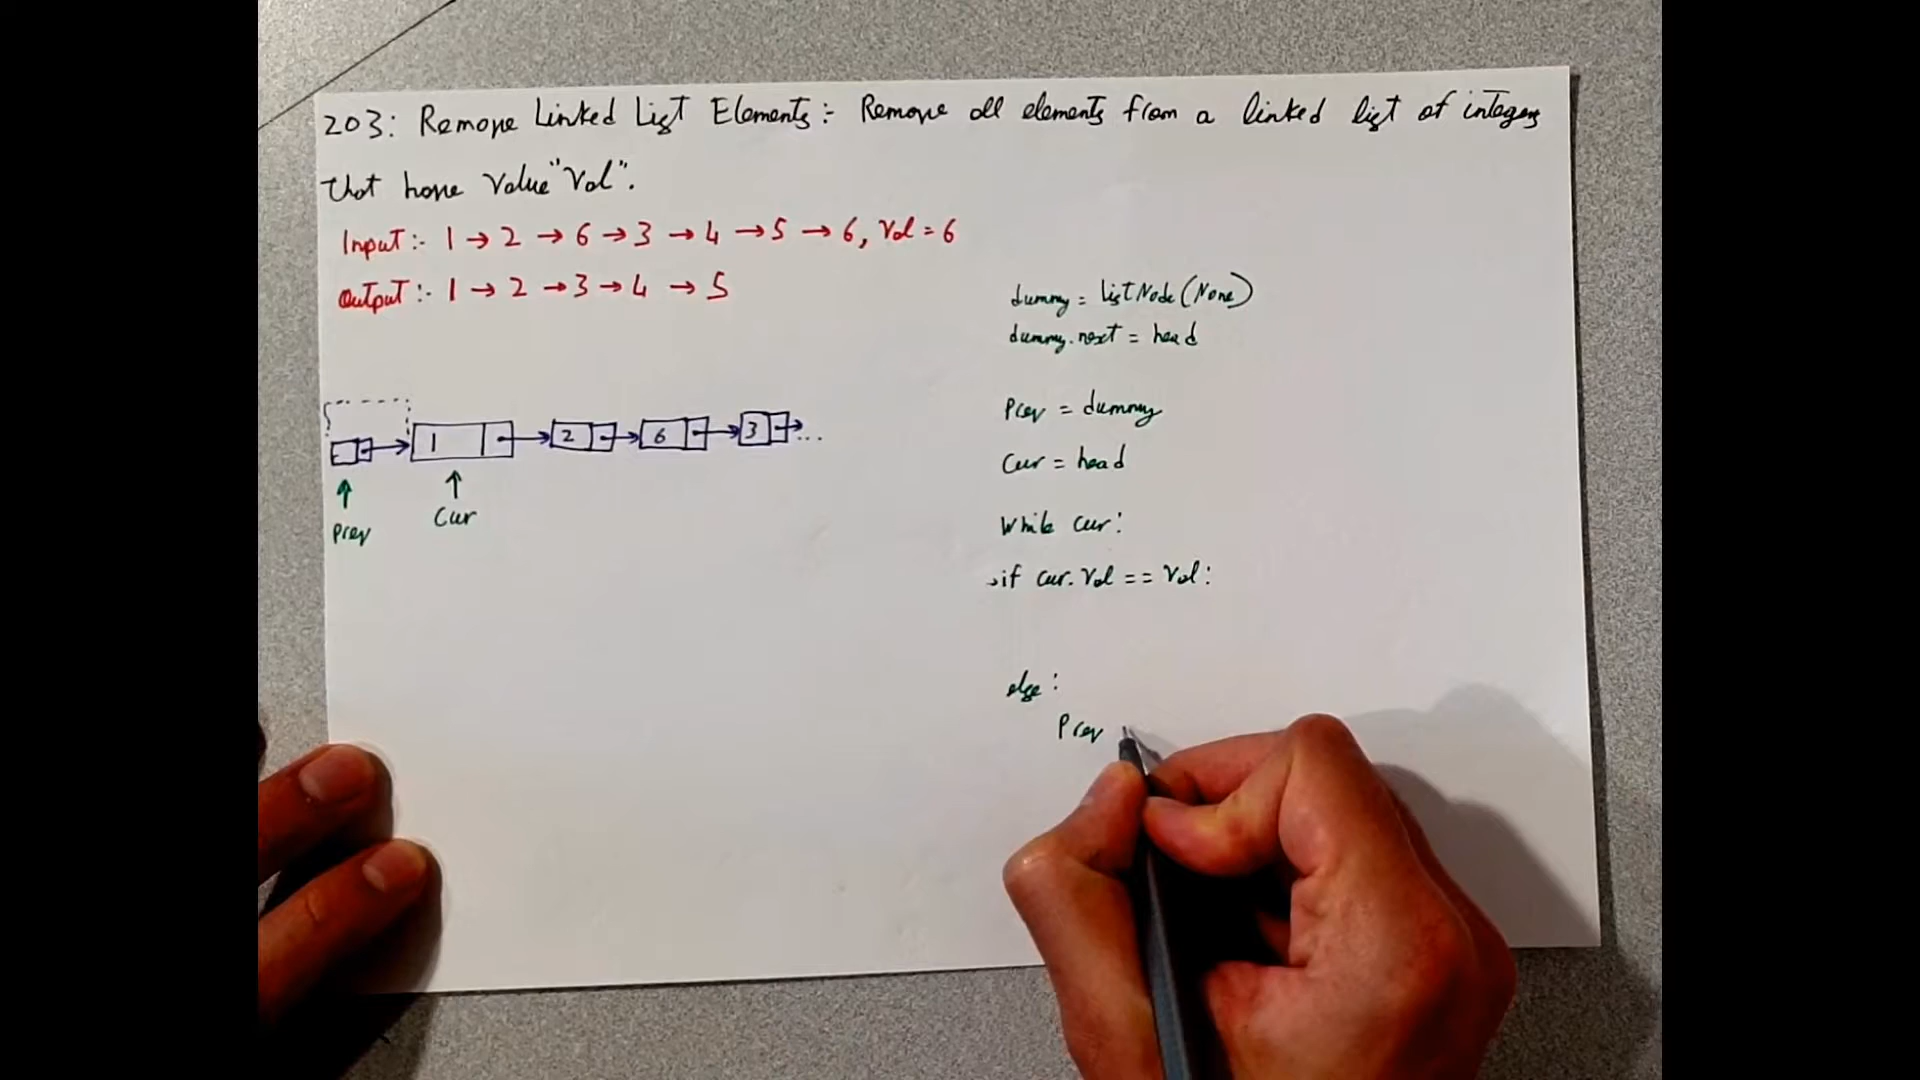 203: Remove Linked List Elements:- Remove all elements from a linked list of integers
that have value "Val".
Input:- 1 → 2 → 6 → 3 → 4 → 5 → 6, Val = 6
Output:- 1 → 2 → 3 → 4 → 5
dummy = ListNode(None)
dummy.next = head
Prev = dummy
Cur = head
While cur:
if cur.Val == Val:
else:
Prev
- 1 2 6 3 ...
Prev Cur